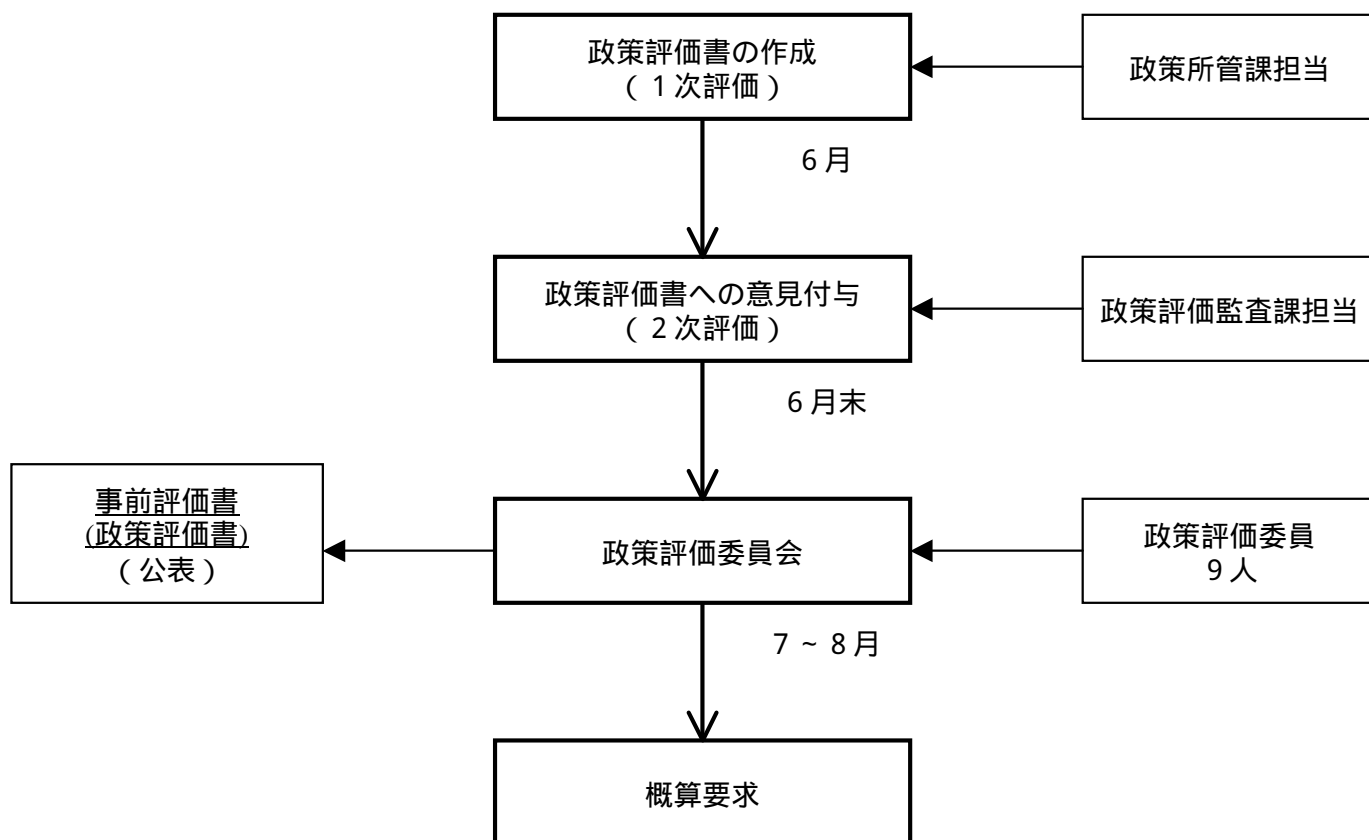 政策評価書の作成
（１次評価）
政策所管課担当
６月
政策評価書への意見付与
（２次評価）
政策評価監査課担当
６月末
事前評価書
(政策評価書)
（公表）
政策評価委員会
政策評価委員
９人
７～８月
概算要求